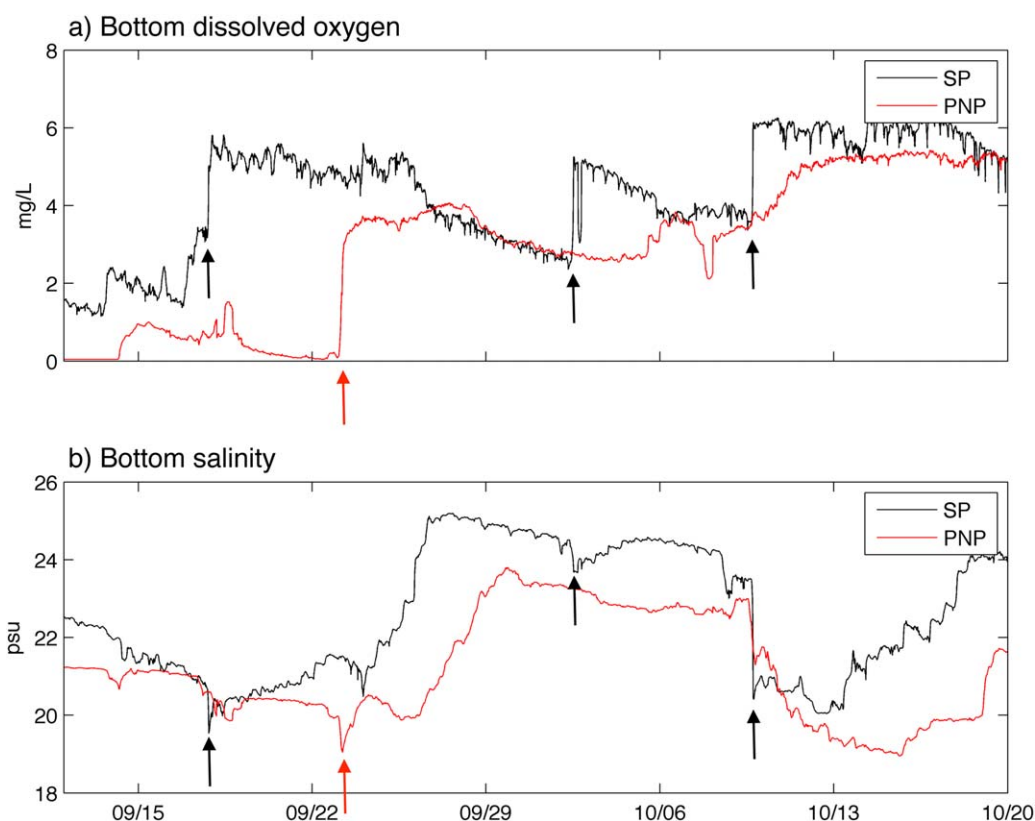 a) Bottom dissolved oxygen
8
6
4
2
0
mg/L
SP
PNP
b) Bottom salinity
26
24
22
20
18
psu
SP
PNP
09/15 09/22 09/29 10/06 10/13 10/20